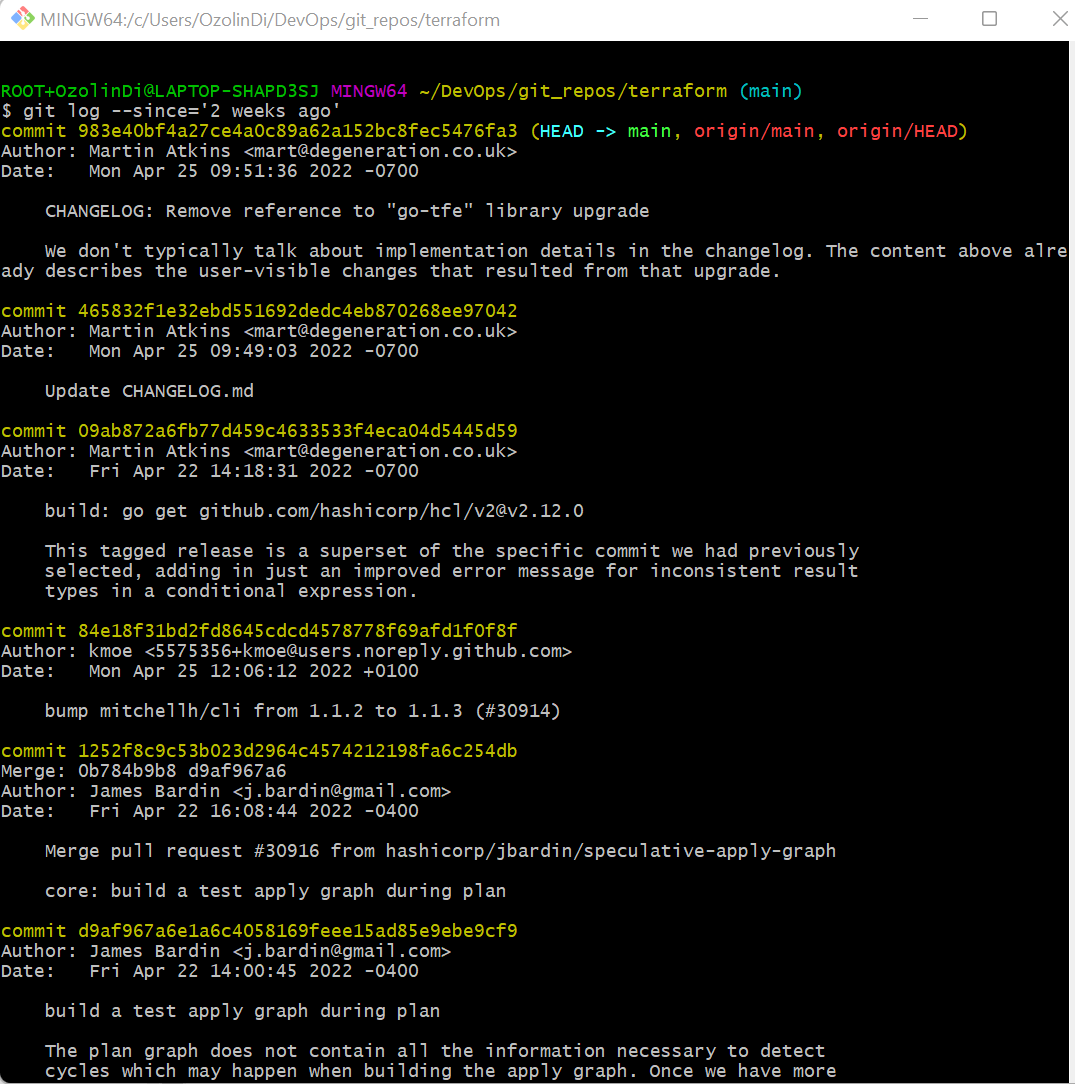 MINGW64:/c/Users/OzolinDi/DevOps/git_repos/terraform
ROOT+OzolinDi@LAPTOP-SHAPD3SJ MINGW64 ~/DevOps/git_repos/terraform (main)
$ git log --since='2 weeks ago'
commit 983e40bf4a27ce4a0c89a62a152bc8fec5476fa3 (HEAD -> main, origin/main, origin/HEAD)
Author: Martin Atkins <mart@degeneration.co.uk>
Date:   Mon Apr 25 09:51:36 2022 -0700
CHANGELOG: Remove reference to "go-tfe" library upgrade
We don't typically talk about implementation details in the changelog. The content above alre
ady describes the user-visible changes that resulted from that upgrade.
commit 465832f1e32ebd551692dedc4eb870268ee97042
Author: Martin Atkins <mart@degeneration.co.uk>
Date:   Mon Apr 25 09:49:03 2022 -0700
Update CHANGELOG.md
commit 09ab872a6fb77d459c4633533f4eca04d5445d59
Author: Martin Atkins <mart@degeneration.co.uk>
Date:   Fri Apr 22 14:18:31 2022 -0700
build: go get github.com/hashicorp/hcl/v2@v2.12.0
This tagged release is a superset of the specific commit we had previously
selected, adding in just an improved error message for inconsistent result
types in a conditional expression.
commit 84e18f31bd2fd8645cdcd4578778f69afd1f0f8f
Author: kmoe <5575356+kmoe@users.noreply.github.com>
Date:   Mon Apr 25 12:06:12 2022 +0100
bump mitchellh/cli from 1.1.2 to 1.1.3 (#30914)
commit 1252f8c9c53b023d2964c4574212198fa6c254db
Merge: 0b784b9b8 d9af967a6
Author: James Bardin <j.bardin@gmail.com>
Date:   Fri Apr 22 16:08:44 2022 -0400
Merge pull request #30916 from hashicorp/jbardin/speculative-apply-graph
core: build a test apply graph during plan
commit d9af967a6e1a6c4058169feee15ad85e9ebe9cf9
Author: James Bardin <j.bardin@gmail.com>
Date:   Fri Apr 22 14:00:45 2022 -0400
build a test apply graph during plan
The plan graph does not contain all the information necessary to detect
cycles which may happen when building the apply graph. Once we have more